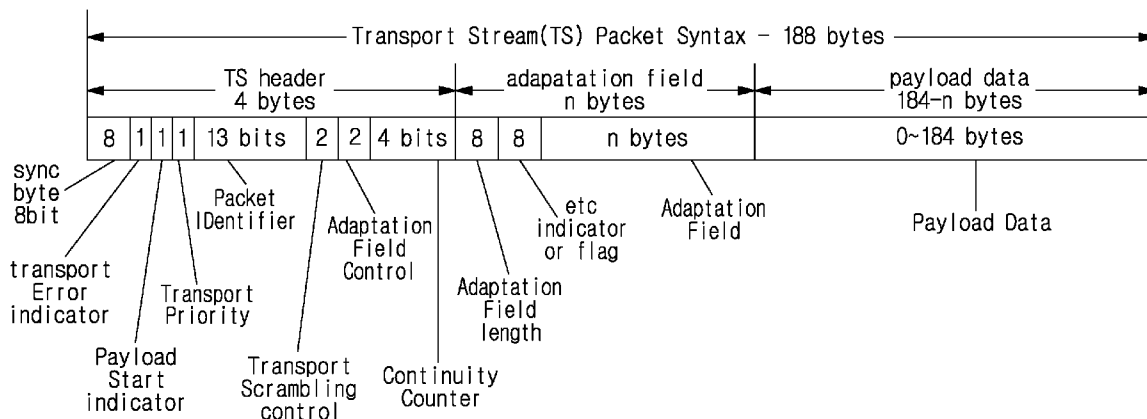 Transport Stream(TS) Packet Syntax - 188 bytes
TS header
4 bytes
adapatation field
n bytes
payload data
184-n bytes
8 1 1 1 13 bits 2 2 4 bits 8 8 n bytes 0~184 bytes
sync
byte
8bit
transport
Error
indicator
Payload
Start
indicator
Transport
Priority
Packet
IDentifier
Transport
Scrambling
control
Adaptation
Field
Control
Continuity
Counter
Adaptation
Field
length
etc
indicator
or flag
Adaptation
Field
Payload Data